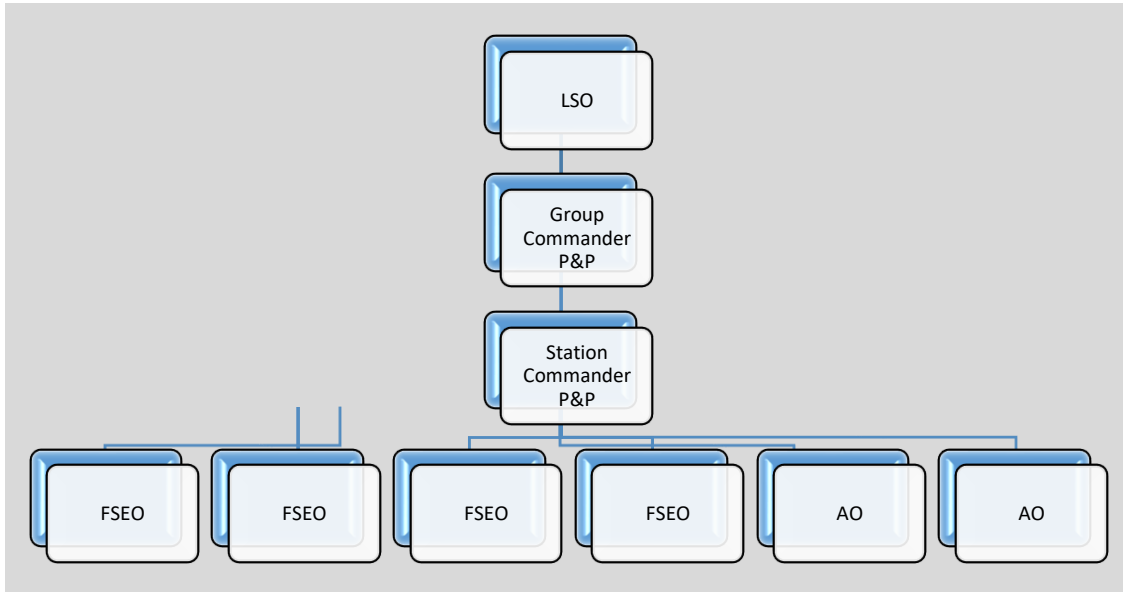 LSO
Group
Commander
P&P
Station
Commander
P&P
FSEO
FSEO
FSEO
FSEO
AO
AO